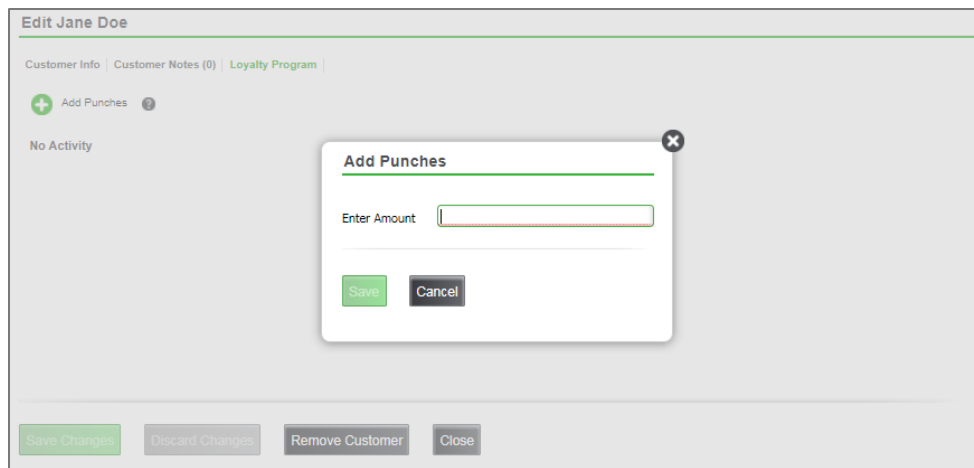 Edit Jane Doe
Customer Info | Customer Notes (0) | Loyalty Program |
Add Punches ?
No Activity
Add Punches
Enter Amount
Save Cancel
Save Changes Discard Changes Remove Customer Close